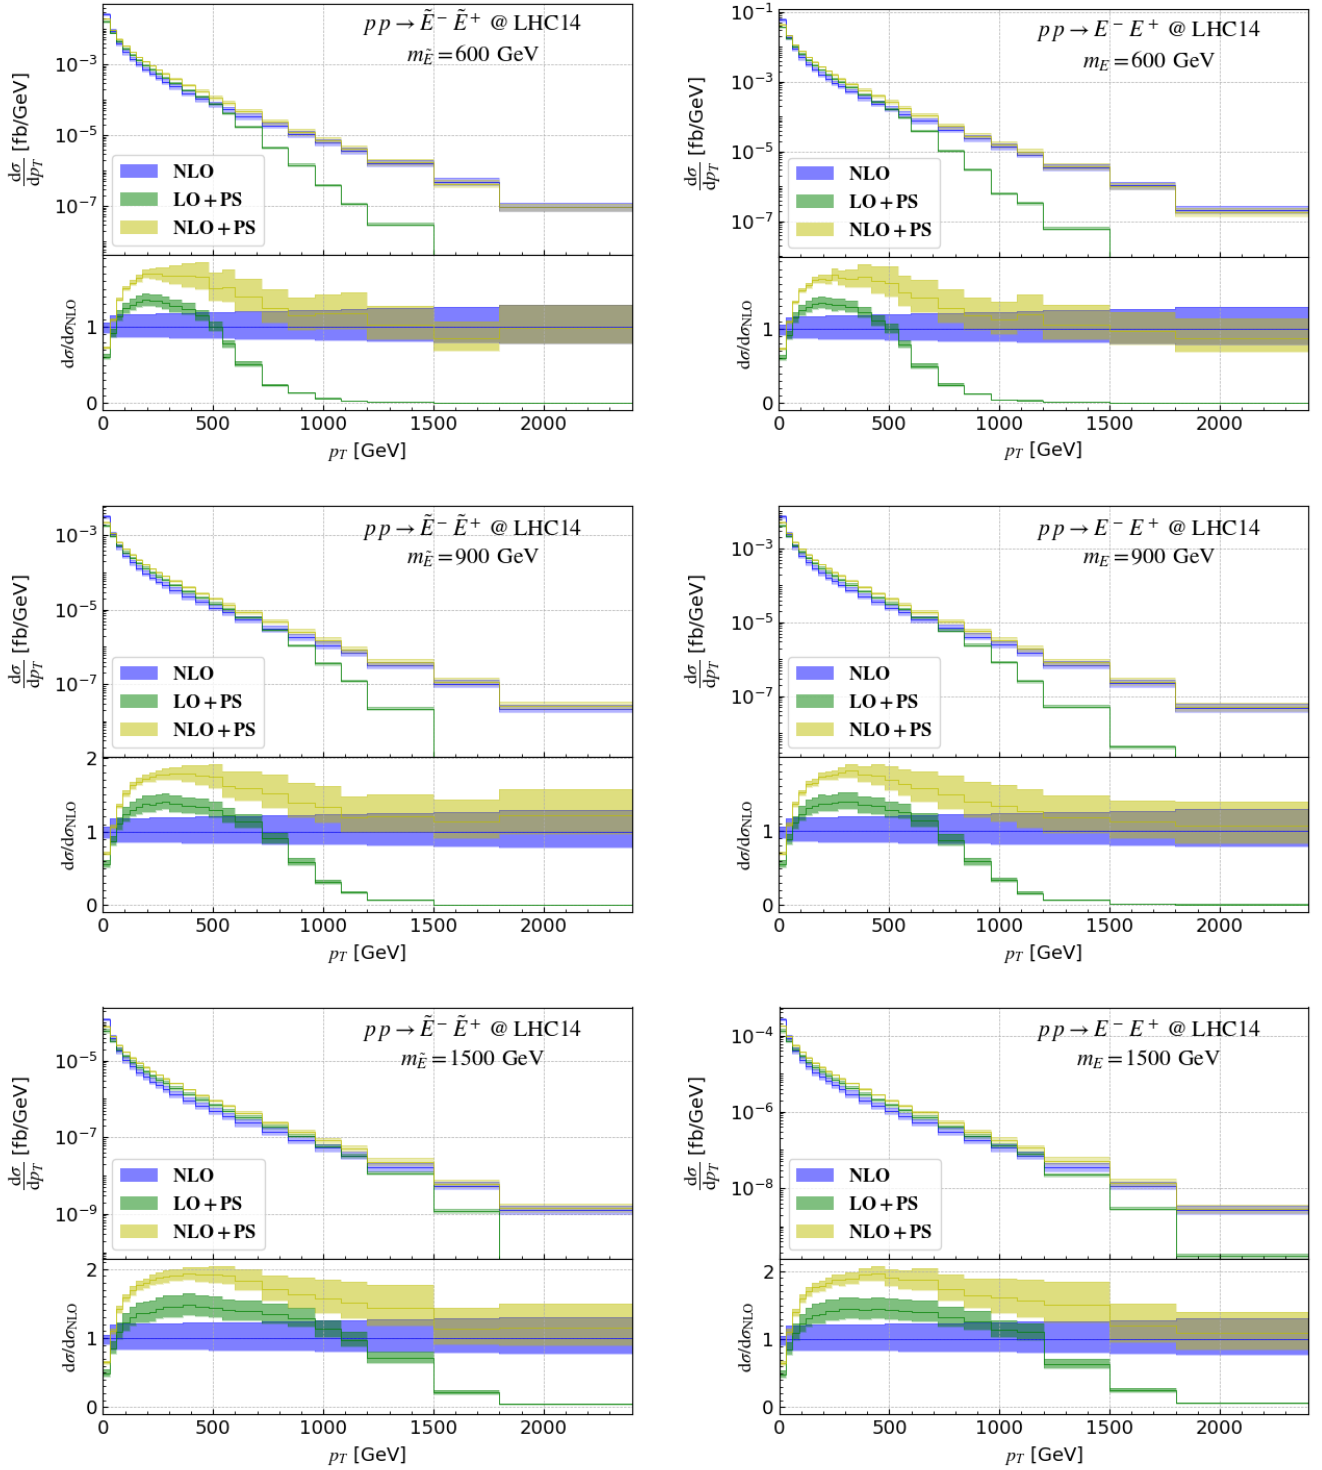 pp → Ẽ⁻ Ẽ⁺ @ LHC14
m_Ẽ = 600 GeV
10⁻³
10⁻⁵
10⁻⁷
dσ/dp_T [fb/GeV]
NLO
LO+PS
NLO+PS
1
0
dσ/dσ_NLO
0 500 1000 1500 2000
p_T [GeV]
pp → E⁻ E⁺ @ LHC14
m_E = 600 GeV
10⁻¹
10⁻³
10⁻⁵
10⁻⁷
dσ/dp_T [fb/GeV]
NLO
LO+PS
NLO+PS
1
0
dσ/dσ_NLO
0 500 1000 1500 2000
p_T [GeV]
pp → Ẽ⁻ Ẽ⁺ @ LHC14
m_Ẽ = 900 GeV
10⁻³
10⁻⁵
10⁻⁷
dσ/dp_T [fb/GeV]
NLO
LO+PS
NLO+PS
2
1
0
dσ/dσ_NLO
0 500 1000 1500 2000
p_T [GeV]
pp → E⁻ E⁺ @ LHC14
m_E = 900 GeV
10⁻³
10⁻⁵
10⁻⁷
dσ/dp_T [fb/GeV]
NLO
LO+PS
NLO+PS
1
0
dσ/dσ_NLO
0 500 1000 1500 2000
p_T [GeV]
pp → Ẽ⁻ Ẽ⁺ @ LHC14
m_Ẽ = 1500 GeV
10⁻⁵
10⁻⁷
10⁻⁹
dσ/dp_T [fb/GeV]
NLO
LO+PS
NLO+PS
2
1
0
dσ/dσ_NLO
0 500 1000 1500 2000
p_T [GeV]
pp → E⁻ E⁺ @ LHC14
m_E = 1500 GeV
10⁻⁴
10⁻⁶
10⁻⁸
dσ/dp_T [fb/GeV]
NLO
LO+PS
NLO+PS
2
1
0
dσ/dσ_NLO
0 500 1000 1500 2000
p_T [GeV]